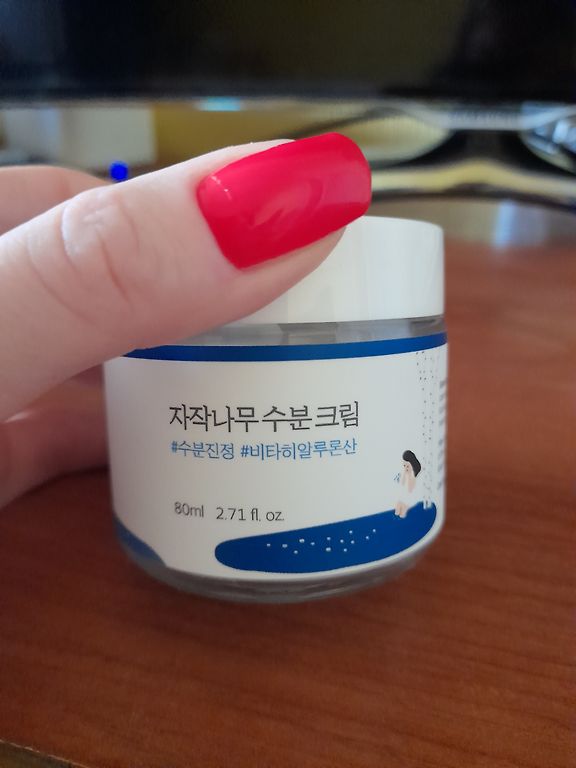 자작나무 수분 크림
#수분진정 #비타히알루론산
80ml 2.71 fl. oz.